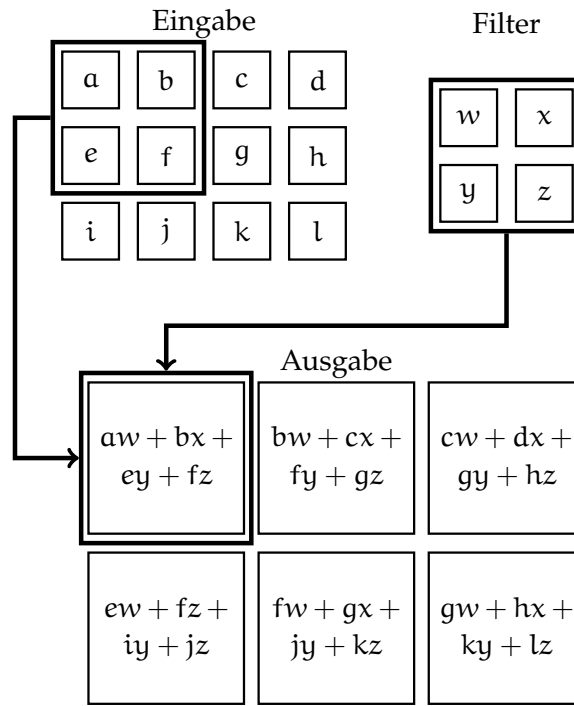 Eingabe
Filter
a b c d
e f g h
i j k l
w x
y z
Ausgabe
aw + bx +
ey + fz
bw + cx +
fy + gz
cw + dx +
gy + hz
ew + fz +
iy + jz
fw + gx +
jy + kz
gw + hx +
ky + lz